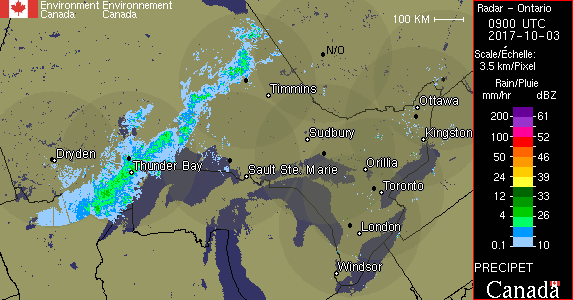 Environment Environnement
Canada Canada
100 KM
N/O
Timmins
Ottawa
Sudbury
Kingston
Dryden
Thunder Bay
Sault Ste. Marie
Orillia
Toronto
London
Windsor
Radar - Ontario
0900 UTC
2017-10-03
Scale/Échelle:
3.5 km/Pixel
Rain/Pluie
mm/hr dBZ
200 61
100 52
50 46
24 39
12 33
4 26
0.1 10
PRECIPET
Canada